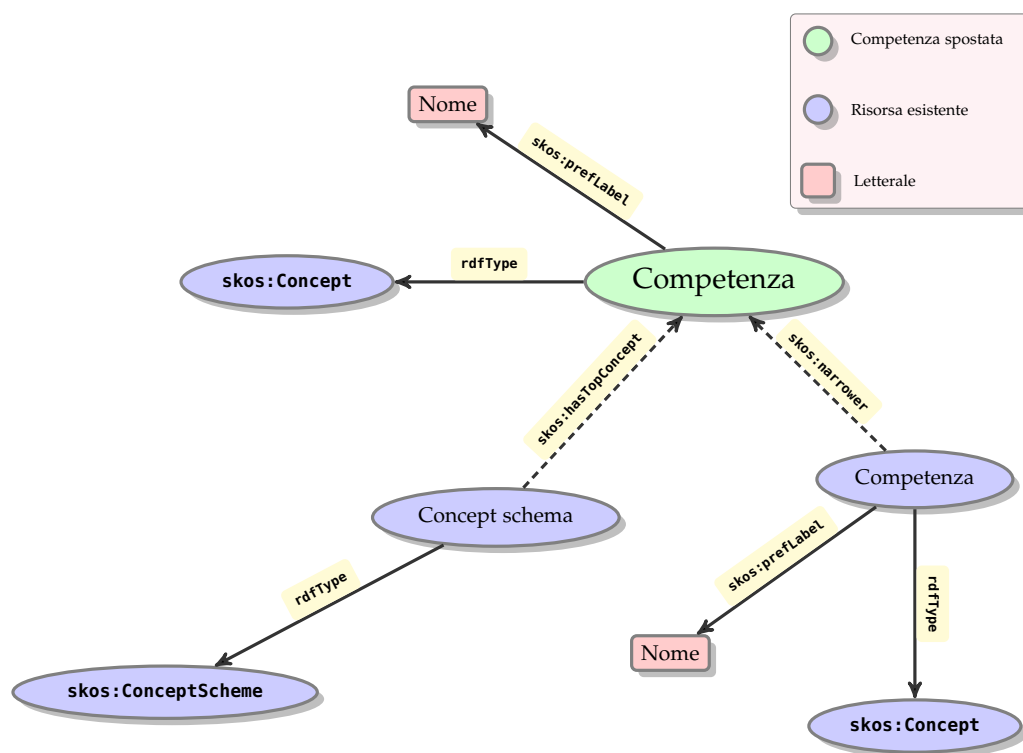 Competenza spostata
Nome
Risorsa esistente
skos:prefLabel
Letterale
rdfType
skos:Concept
Competenza
skos:hasTopConcept
skos:narrower
Competenza
Concept schema
skos:prefLabel
rdfType
rdfType
Nome
skos:ConceptScheme
skos:Concept